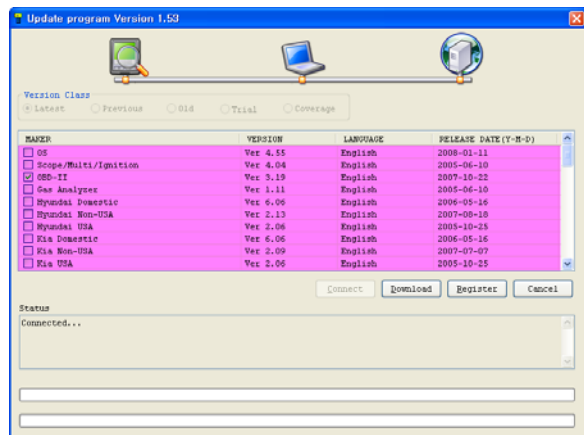 Update program Version 1.53
Version Class
Latest Previous Old Trial Coverage
MAKER VERSION LANGUAGE RELEASE DATE(Y-M-D)
OS Ver 4.55 English 2008-01-11
Scope/Multi/Ignition Ver 4.04 English 2005-06-10
OBD-II Ver 3.19 English 2007-10-22
Gas Analyzer Ver 1.11 English 2005-06-10
Hyundai Domestic Ver 6.06 English 2006-05-16
Hyundai Non-USA Ver 2.13 English 2007-08-18
Hyundai USA Ver 2.06 English 2005-10-25
Kia Domestic Ver 6.06 English 2006-05-16
Kia Non-USA Ver 2.09 English 2007-07-07
Kia USA Ver 2.06 English 2005-10-25
Connect Download Register Cancel
Status
Connected...